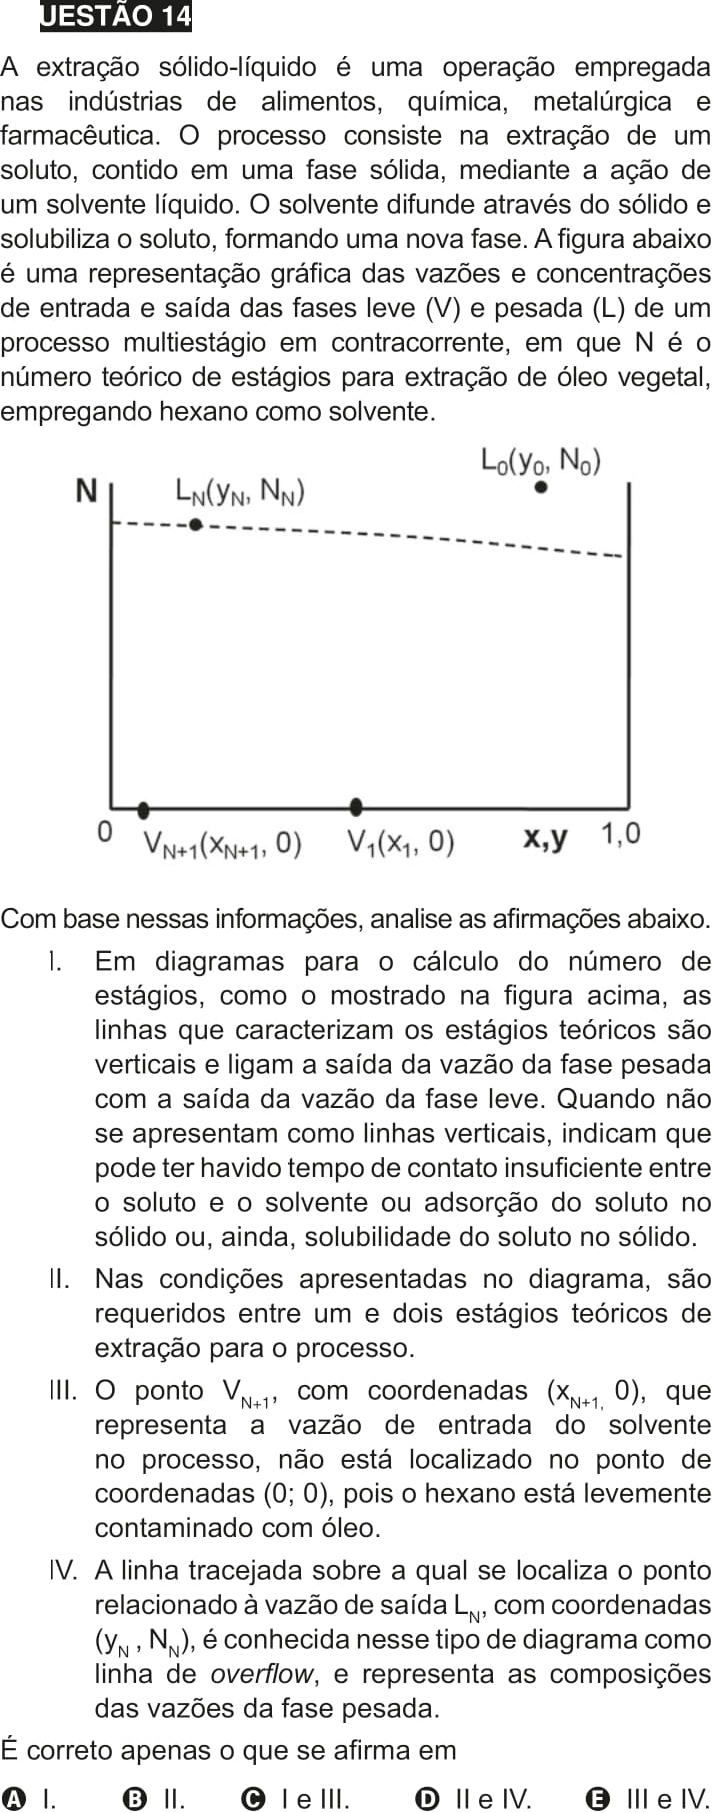 UESTÃO 14
A extração sólido-líquido é uma operação empregada
nas indústrias de alimentos, química, metalúrgica e
farmacêutica. O processo consiste na extração de um
soluto, contido em uma fase sólida, mediante a ação de
um solvente líquido. O solvente difunde através do sólido e
solubiliza o soluto, formando uma nova fase. A figura abaixo
é uma representação gráfica das vazões e concentrações
de entrada e saída das fases leve (V) e pesada (L) de um
processo multiestágio em contracorrente, em que N é o
número teórico de estágios para extração de óleo vegetal,
empregando hexano como solvente.
L₀(y₀, N₀)
N L_N(y_N, N_N)
0 V_{N+1}(x_{N+1}, 0) V₁(x₁, 0) x,y 1,0
Com base nessas informações, analise as afirmações abaixo.
I. Em diagramas para o cálculo do número de
estágios, como o mostrado na figura acima, as
linhas que caracterizam os estágios teóricos são
verticais e ligam a saída da vazão da fase pesada
com a saída da vazão da fase leve. Quando não
se apresentam como linhas verticais, indicam que
pode ter havido tempo de contato insuficiente entre
o soluto e o solvente ou adsorção do soluto no
sólido ou, ainda, solubilidade do soluto no sólido.
II. Nas condições apresentadas no diagrama, são
requeridos entre um e dois estágios teóricos de
extração para o processo.
III. O ponto V_{N+1}, com coordenadas (x_{N+1,} 0), que
representa a vazão de entrada do solvente
no processo, não está localizado no ponto de
coordenadas (0; 0), pois o hexano está levemente
contaminado com óleo.
IV. A linha tracejada sobre a qual se localiza o ponto
relacionado à vazão de saída L_N, com coordenadas
(y_N , N_N), é conhecida nesse tipo de diagrama como
linha de overflow, e representa as composições
das vazões da fase pesada.
É correto apenas o que se afirma em
A I. B II. C I e III. D II e IV. E III e IV.